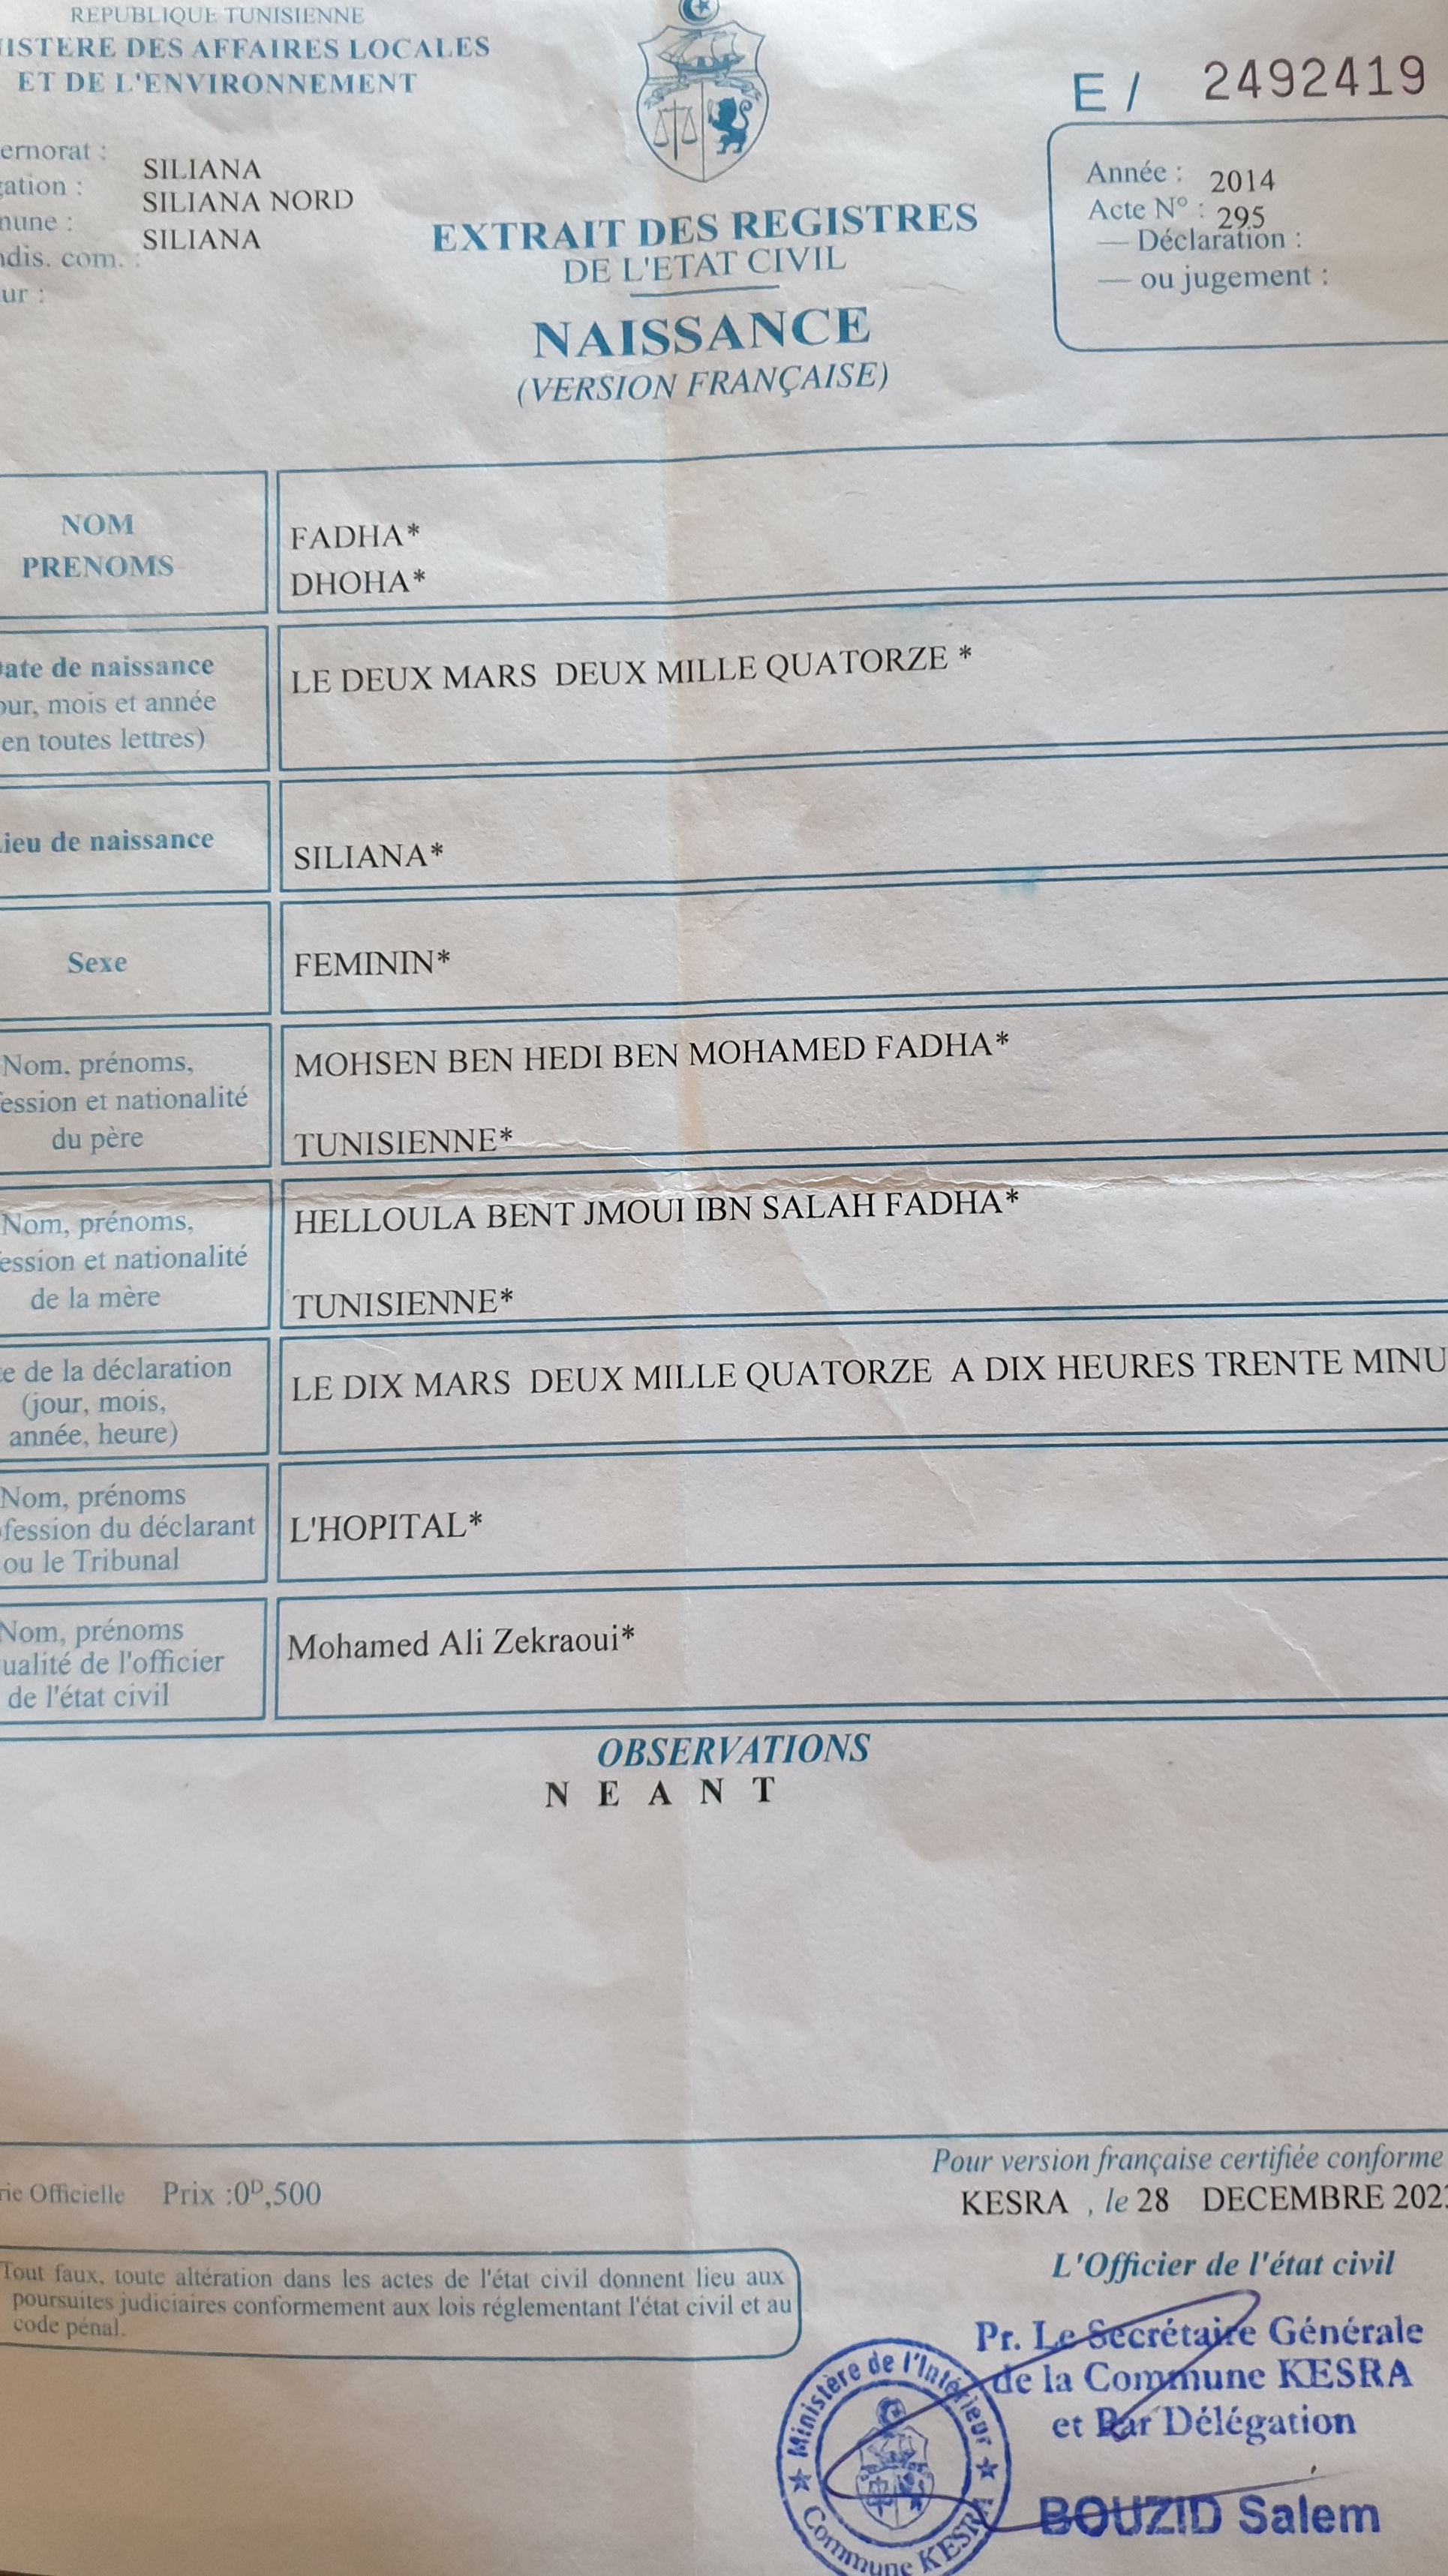 REPUBLIQUE TUNISIENNE
ISTERE DES AFFAIRES LOCALES
ET DE L'ENVIRONNEMENT
E / 2492419
ernorat : SILIANA
gation : SILIANA NORD
mune : SILIANA
ndis. com. :
ur :
Année : 2014
Acte N° : 295
— Déclaration :
— ou jugement :
EXTRAIT DES REGISTRES
DE L'ETAT CIVIL
NAISSANCE
(VERSION FRANÇAISE)
NOM
PRENOMS
FADHA*
DHOHA*
ate de naissance
our, mois et année
en toutes lettres)
LE DEUX MARS DEUX MILLE QUATORZE *
ieu de naissance
SILIANA*
Sexe
FEMININ*
Nom, prénoms,
ession et nationalité
du père
MOHSEN BEN HEDI BEN MOHAMED FADHA*
TUNISIENNE*
Nom, prénoms,
ession et nationalité
de la mère
HELLOULA BENT JMOUI IBN SALAH FADHA*
TUNISIENNE*
e de la déclaration
(jour, mois,
année, heure)
LE DIX MARS DEUX MILLE QUATORZE A DIX HEURES TRENTE MINU
Nom, prénoms
fession du déclarant
ou le Tribunal
L'HOPITAL*
Nom, prénoms
ualité de l'officier
de l'état civil
Mohamed Ali Zekraoui*
OBSERVATIONS
N E A N T
rie Officielle Prix :0D,500
Pour version française certifiée conforme
KESRA , le 28 DECEMBRE 202
Tout faux, toute altération dans les actes de l'état civil donnent lieu aux
poursuites judiciaires conformement aux lois réglementant l'état civil et au
code pénal.
L'Officier de l'état civil
Pr. Le Secrétaire Générale
de la Commune KESRA
et Par Délégation
BOUZID Salem
Ministère de l'Intérieur
Commune KESRA